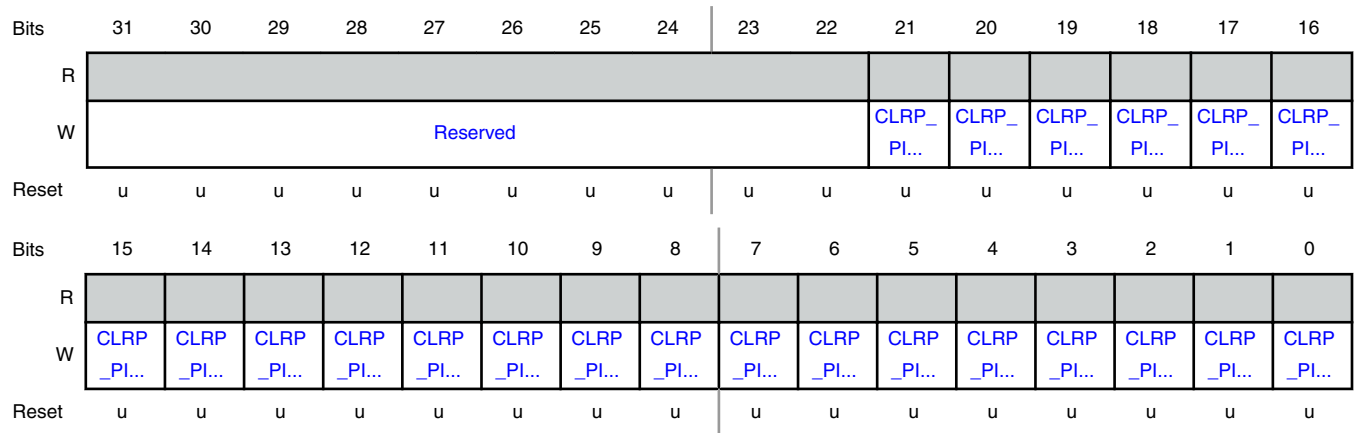 Bits 31 30 29 28 27 26 25 24 23 22 21 20 19 18 17 16
R
W Reserved CLRP_ PI... CLRP_ PI... CLRP_ PI... CLRP_ PI... CLRP_ PI... CLRP_ PI...
Reset u u u u u u u u u u u u u u u u
Bits 15 14 13 12 11 10 9 8 7 6 5 4 3 2 1 0
R
W CLRP _PI... CLRP _PI... CLRP _PI... CLRP _PI... CLRP _PI... CLRP _PI... CLRP _PI... CLRP _PI... CLRP _PI... CLRP _PI... CLRP _PI... CLRP _PI... CLRP _PI... CLRP _PI... CLRP _PI... CLRP _PI...
Reset u u u u u u u u u u u u u u u u